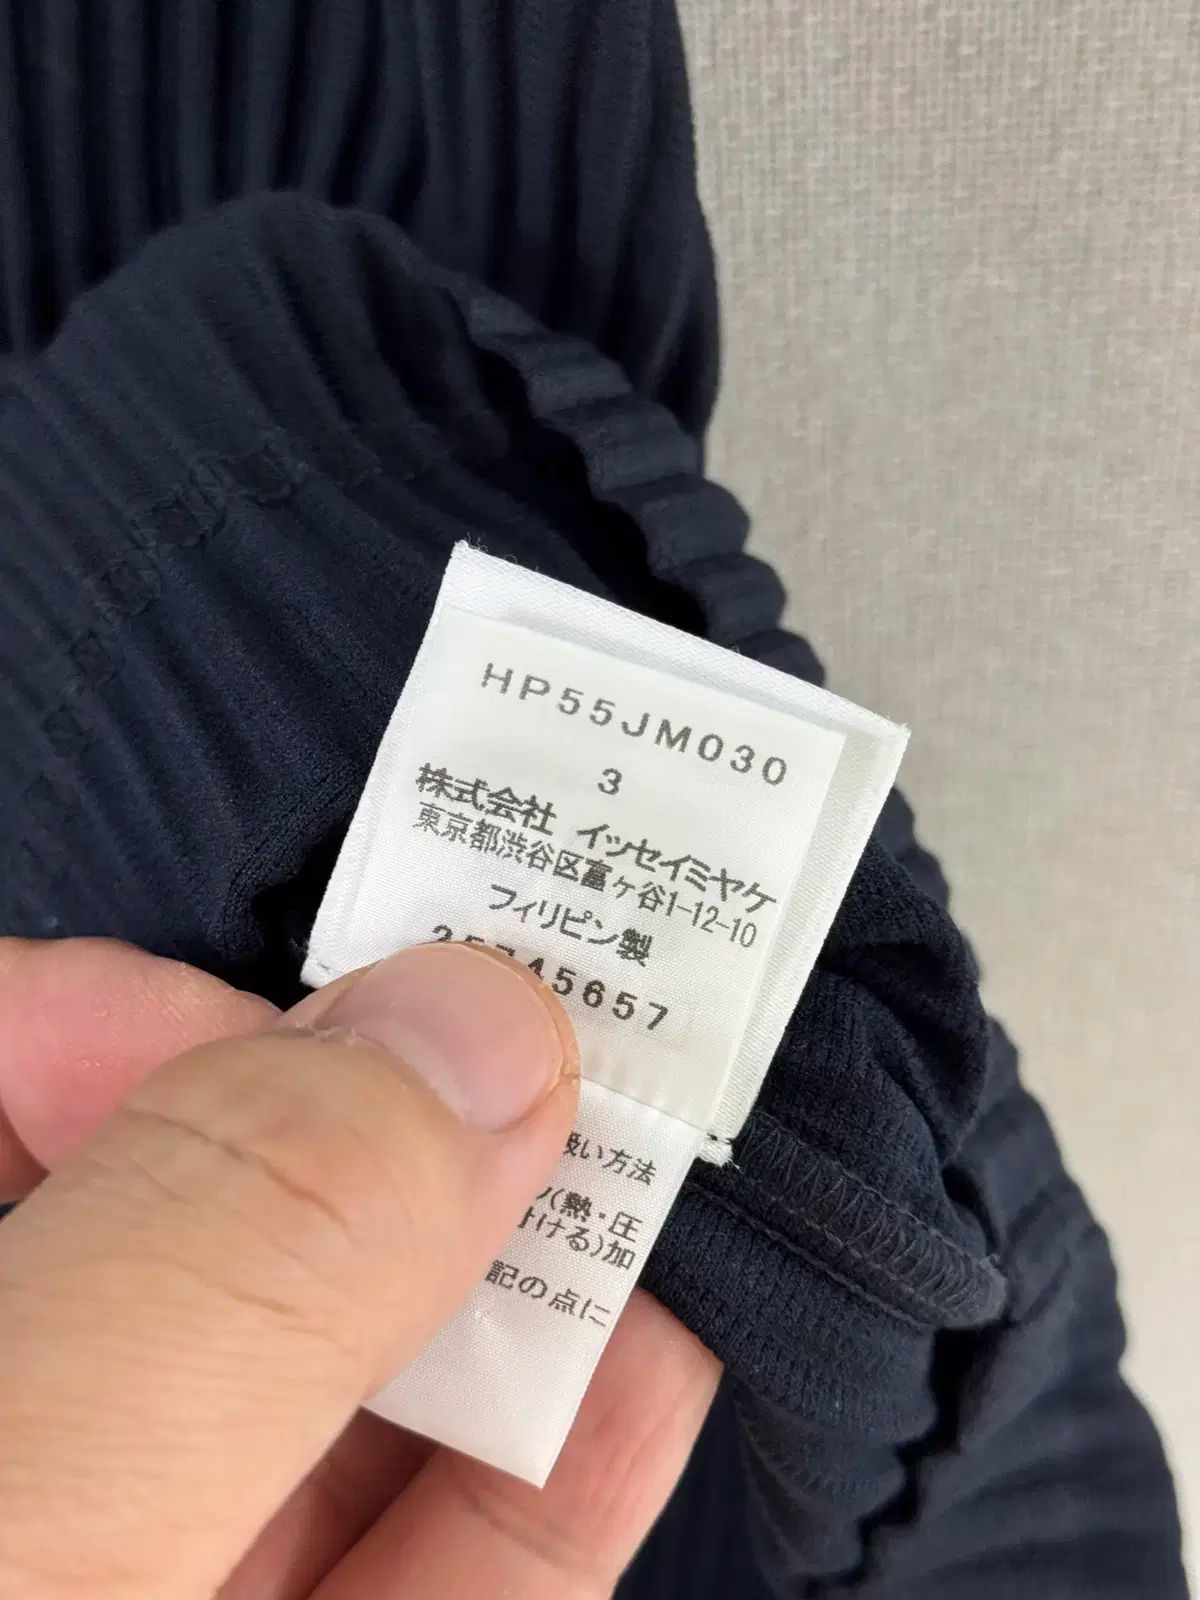 HP55JM030
3
株式会社 イッセイミヤケ
東京都渋谷区富ヶ谷1-12-10
フィリピン製
25745657
扱い方法
(熱・圧
付ける)加
記の点に